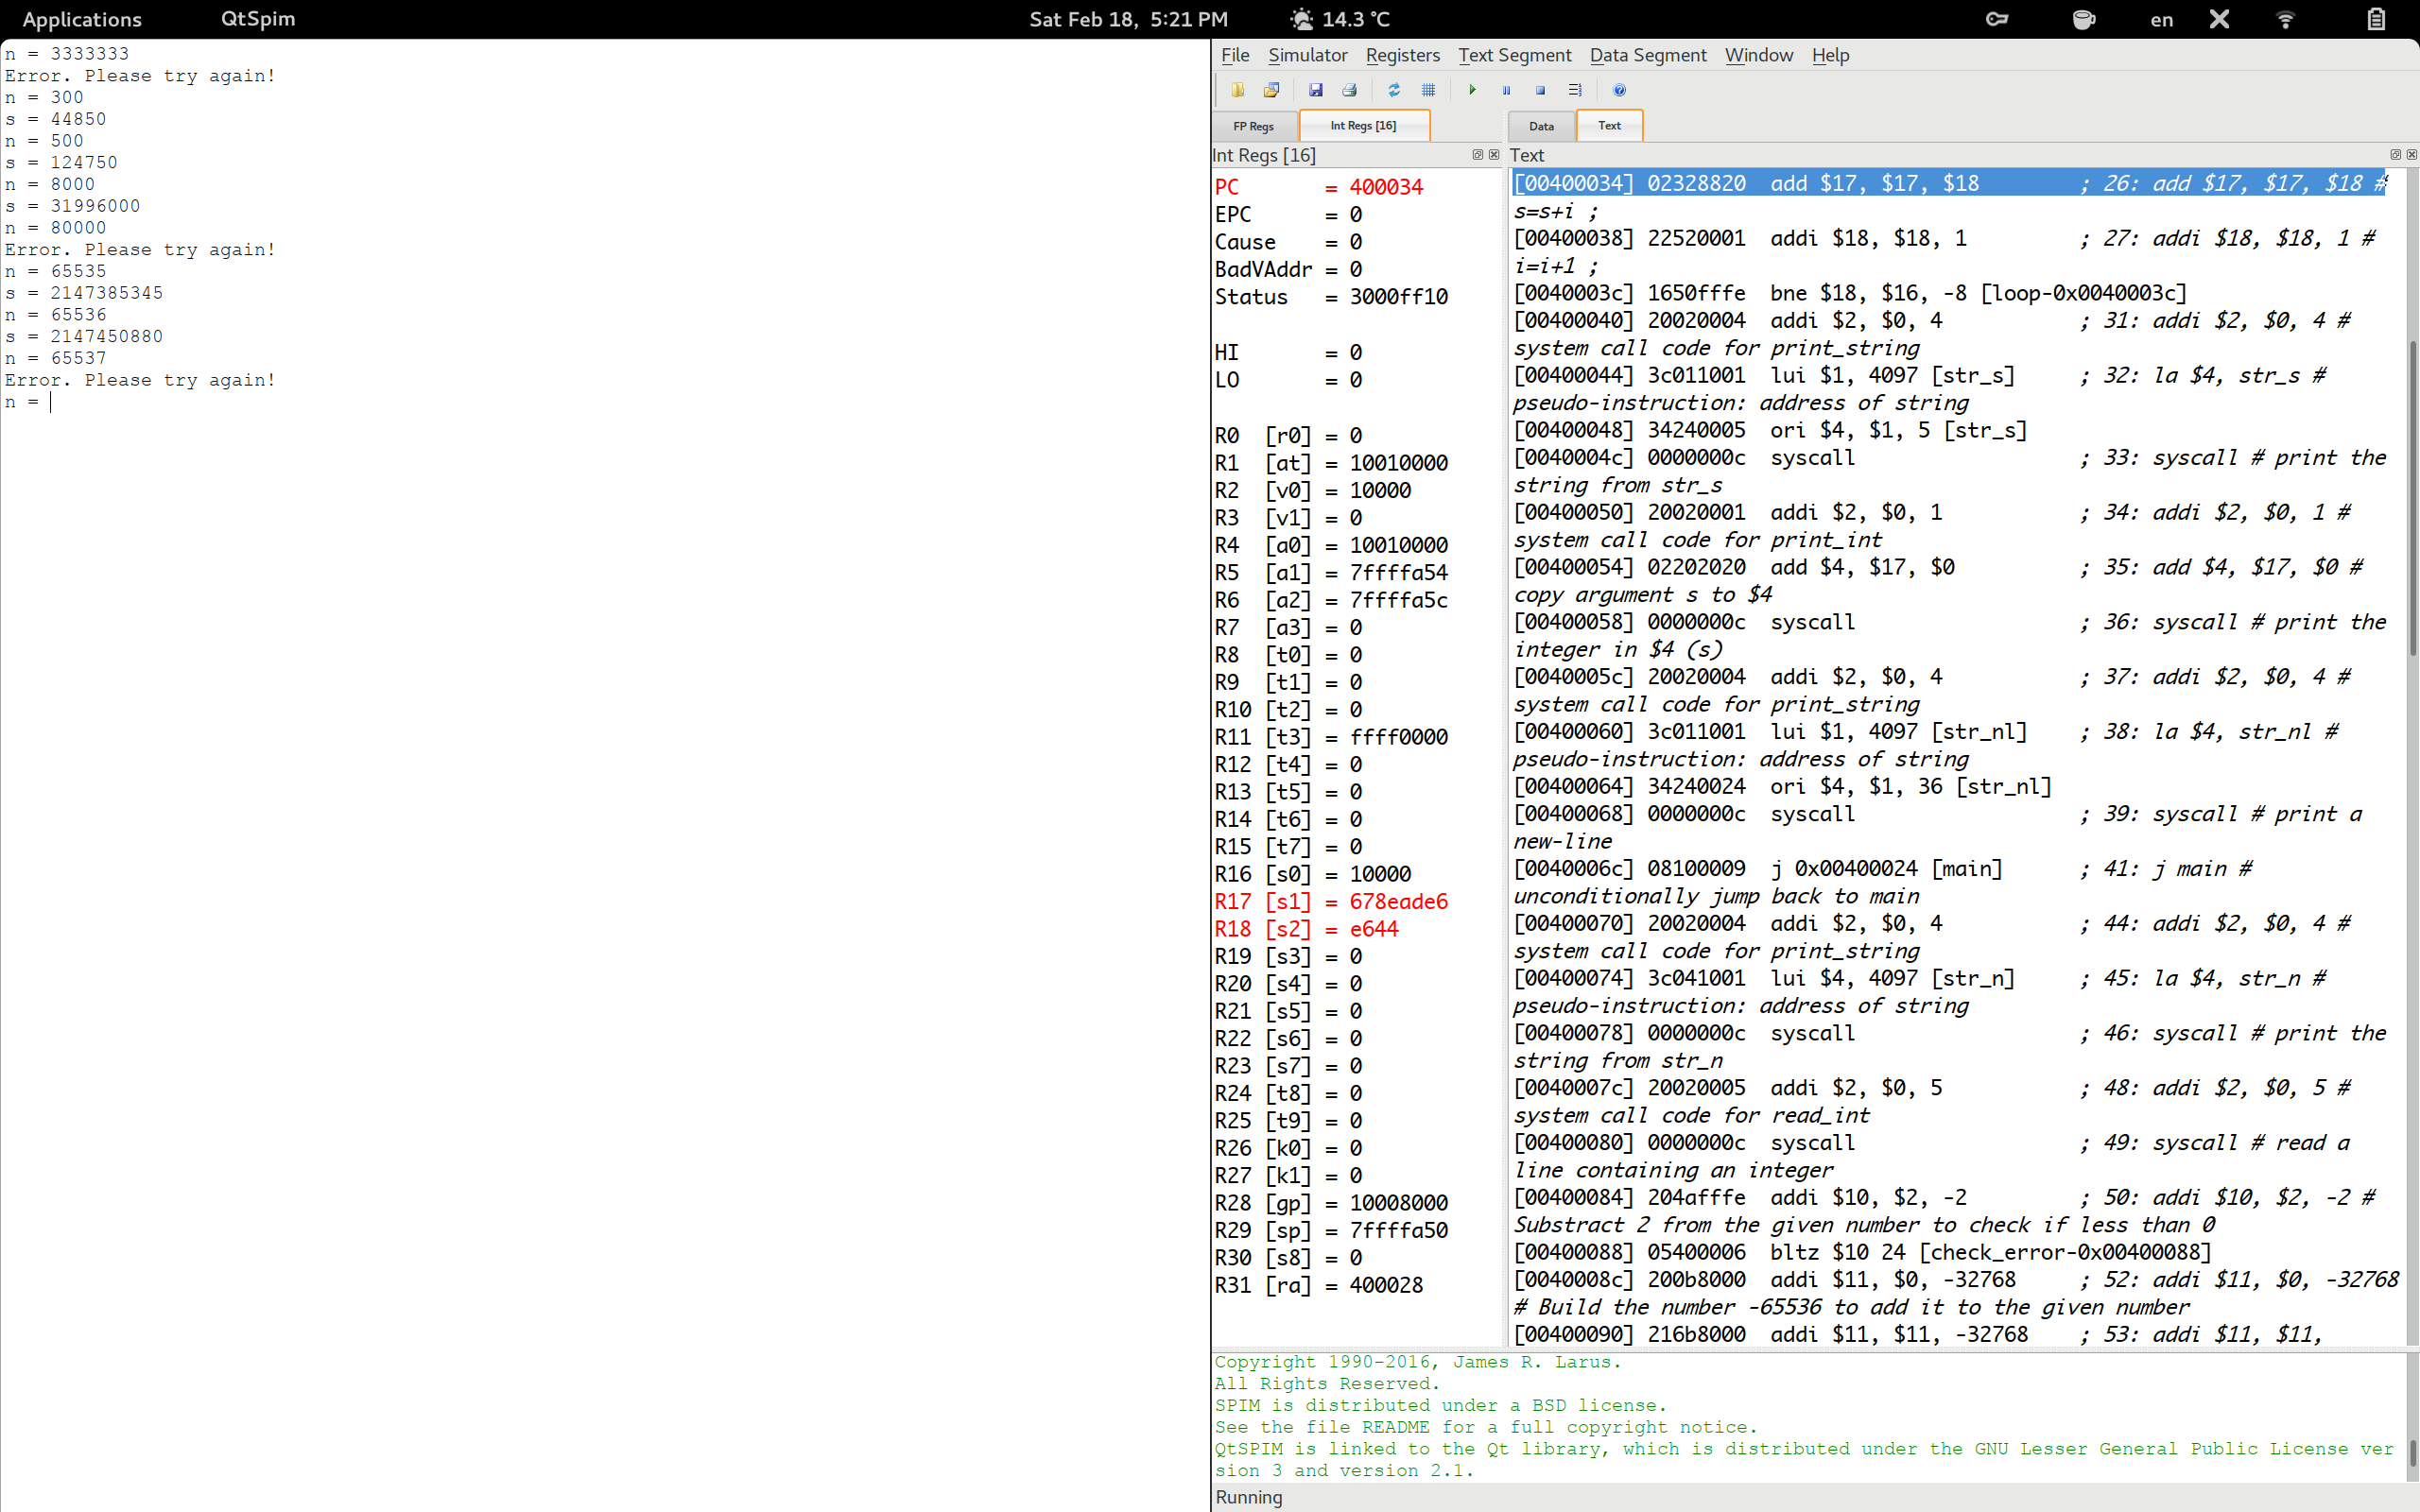 Applications QtSpim Sat Feb 18, 5:21 PM 14.3 °C en
n = 3333333
Error. Please try again!
n = 300
s = 44850
n = 500
s = 124750
n = 8000
s = 31996000
n = 80000
Error. Please try again!
n = 65535
s = 2147385345
n = 65536
s = 2147450880
n = 65537
Error. Please try again!
n =
File Simulator Registers Text Segment Data Segment Window Help
FP Regs Int Regs [16] Data Text
Int Regs [16]
PC = 400034
EPC = 0
Cause = 0
BadVAddr = 0
Status = 3000ff10
HI = 0
LO = 0
R0 [r0] = 0
R1 [at] = 10010000
R2 [v0] = 10000
R3 [v1] = 0
R4 [a0] = 10010000
R5 [a1] = 7ffffa54
R6 [a2] = 7ffffa5c
R7 [a3] = 0
R8 [t0] = 0
R9 [t1] = 0
R10 [t2] = 0
R11 [t3] = ffff0000
R12 [t4] = 0
R13 [t5] = 0
R14 [t6] = 0
R15 [t7] = 0
R16 [s0] = 10000
R17 [s1] = 678eade6
R18 [s2] = e644
R19 [s3] = 0
R20 [s4] = 0
R21 [s5] = 0
R22 [s6] = 0
R23 [s7] = 0
R24 [t8] = 0
R25 [t9] = 0
R26 [k0] = 0
R27 [k1] = 0
R28 [gp] = 10008000
R29 [sp] = 7ffffa50
R30 [s8] = 0
R31 [ra] = 400028
Text
[00400034] 02328820 add $17, $17, $18 ; 26: add $17, $17, $18 #
s=s+i ;
[00400038] 22520001 addi $18, $18, 1 ; 27: addi $18, $18, 1 #
i=i+1 ;
[0040003c] 1650fffe bne $18, $16, -8 [loop-0x0040003c]
[00400040] 20020004 addi $2, $0, 4 ; 31: addi $2, $0, 4 #
system call code for print_string
[00400044] 3c011001 lui $1, 4097 [str_s] ; 32: la $4, str_s #
pseudo-instruction: address of string
[00400048] 34240005 ori $4, $1, 5 [str_s]
[0040004c] 0000000c syscall ; 33: syscall # print the
string from str_s
[00400050] 20020001 addi $2, $0, 1 ; 34: addi $2, $0, 1 #
system call code for print_int
[00400054] 02202020 add $4, $17, $0 ; 35: add $4, $17, $0 #
copy argument s to $4
[00400058] 0000000c syscall ; 36: syscall # print the
integer in $4 (s)
[0040005c] 20020004 addi $2, $0, 4 ; 37: addi $2, $0, 4 #
system call code for print_string
[00400060] 3c011001 lui $1, 4097 [str_nl] ; 38: la $4, str_nl #
pseudo-instruction: address of string
[00400064] 34240024 ori $4, $1, 36 [str_nl]
[00400068] 0000000c syscall ; 39: syscall # print a
new-line
[0040006c] 08100009 j 0x00400024 [main] ; 41: j main #
unconditionally jump back to main
[00400070] 20020004 addi $2, $0, 4 ; 44: addi $2, $0, 4 #
system call code for print_string
[00400074] 3c041001 lui $4, 4097 [str_n] ; 45: la $4, str_n #
pseudo-instruction: address of string
[00400078] 0000000c syscall ; 46: syscall # print the
string from str_n
[0040007c] 20020005 addi $2, $0, 5 ; 48: addi $2, $0, 5 #
system call code for read_int
[00400080] 0000000c syscall ; 49: syscall # read a
line containing an integer
[00400084] 204afffe addi $10, $2, -2 ; 50: addi $10, $2, -2 #
Substract 2 from the given number to check if less than 0
[00400088] 05400006 bltz $10 24 [check_error-0x00400088]
[0040008c] 200b8000 addi $11, $0, -32768 ; 52: addi $11, $0, -32768
# Build the number -65536 to add it to the given number
[00400090] 216b8000 addi $11, $11, -32768 ; 53: addi $11, $11,
Copyright 1990-2016, James R. Larus.
All Rights Reserved.
SPIM is distributed under a BSD license.
See the file README for a full copyright notice.
QtSPIM is linked to the Qt library, which is distributed under the GNU Lesser General Public License ver
sion 3 and version 2.1.
Running